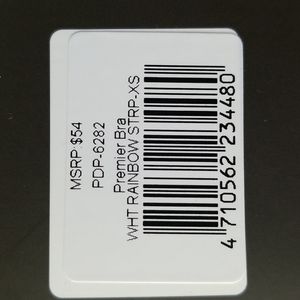 MSRP:$54
PDP-6282
Premier Bra
WHT RAINBOW STRP-XS
4 710562 234480